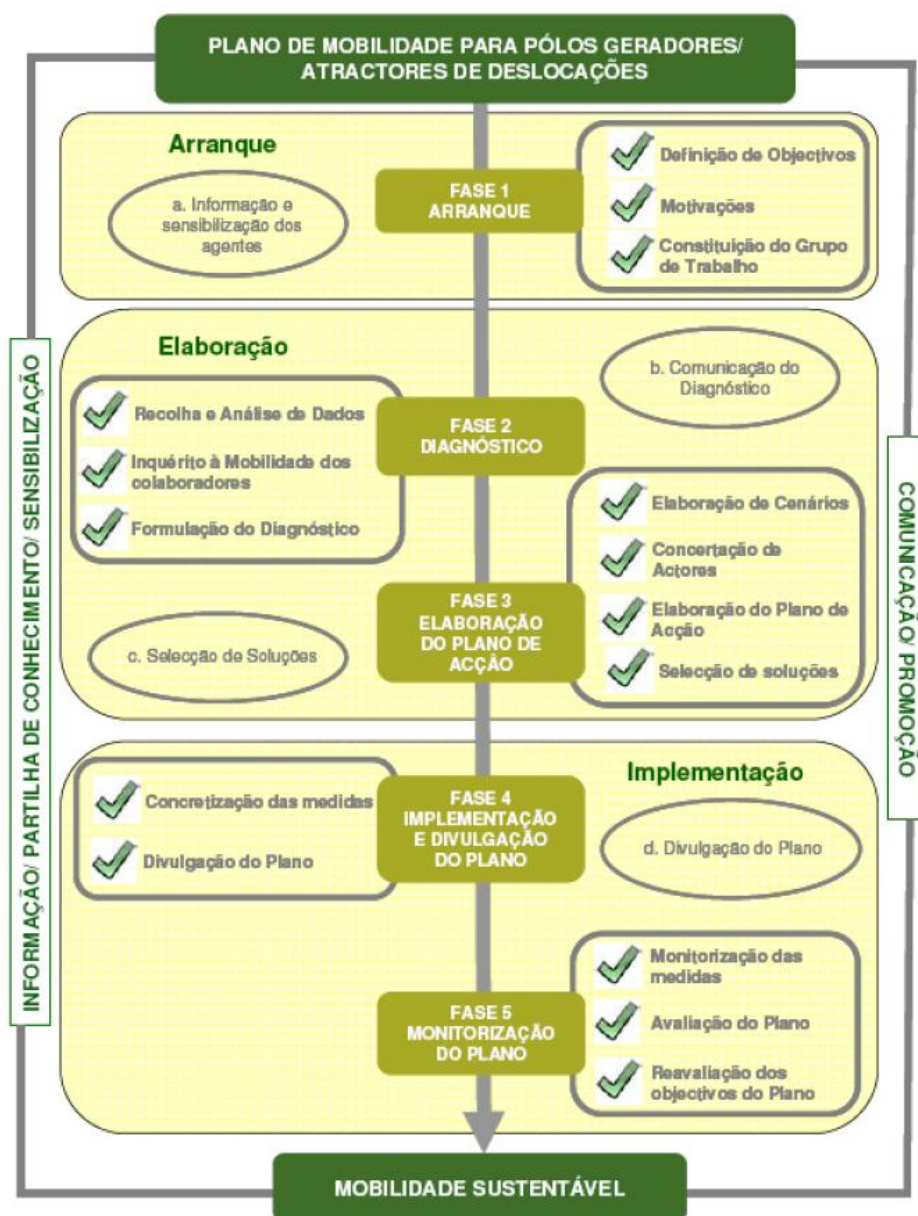 PLANO DE MOBILIDADE PARA PÓLOS GERADORES/
ATRACTORES DE DESLOCAÇÕES
Arranque
a. Informação e
sensibilização dos
agentes
FASE 1
ARRANQUE
Definição de Objectivos
Motivações
Constituição do Grupo
de Trabalho
INFORMAÇÃO/ PARTILHA DE CONHECIMENTO/ SENSIBILIZAÇÃO
Elaboração
b. Comunicação do
Diagnóstico
Recolha e Análise de Dados
Inquérito à Mobilidade dos
colaboradores
Formulação do Diagnóstico
FASE 2
DIAGNÓSTICO
COMUNICAÇÃO/ PROMOÇÃO
Elaboração de Cenários
Concertação de
Actores
Elaboração do Plano de
Acção
Selecção de soluções
FASE 3
ELABORAÇÃO
DO PLANO DE
ACÇÂO
c. Selecção de Soluções
Implementação
Concretização das medidas
Divulgação do Plano
FASE 4
IMPLEMENTAÇÃO
E DIVULGAÇÃO
DO PLANO
d. Divulgação do Plano
FASE 5
MONITORIZAÇÃO
DO PLANO
Monitorização das
medidas
Avaliação do Plano
Reavaliação dos
objectivos do Plano
MOBILIDADE SUSTENTÁVEL